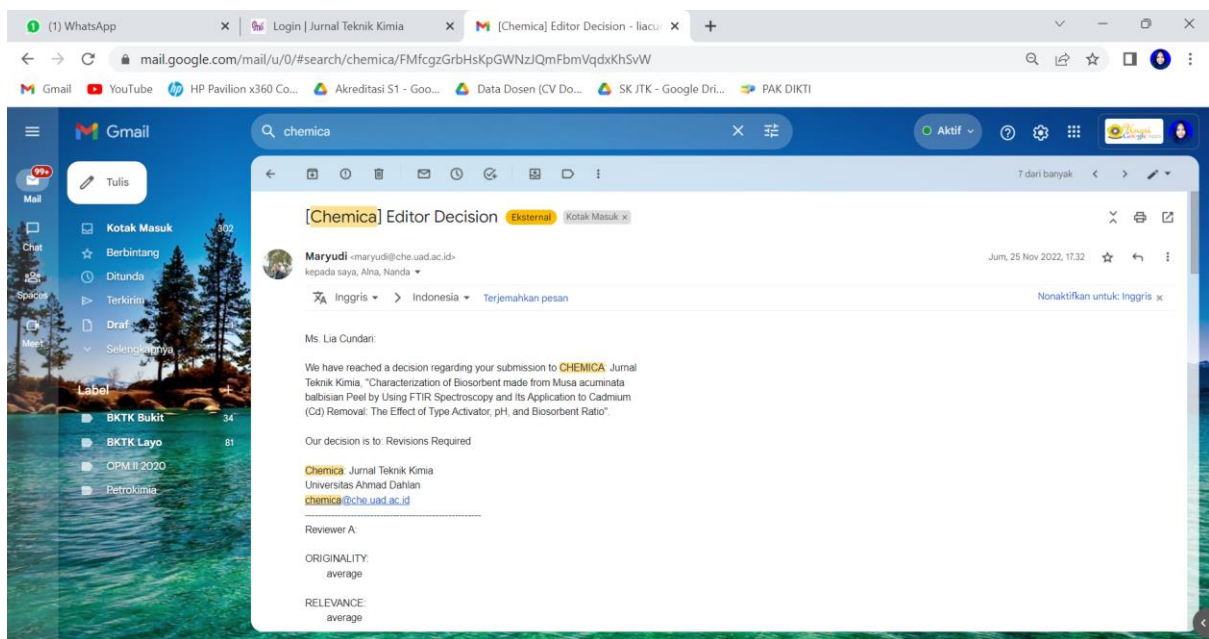 (1) WhatsApp
Login | Jurnal Teknik Kimia
[Chemica] Editor Decision - liacu
mail.google.com/mail/u/0/#search/chemica/FMfcgzGrbHsKpGWNzJQmFbmVqdxKhSvW
Gmail
YouTube
HP Pavilion x360 Co...
Akreditasi S1 - Goo...
Data Dosen (CV Do...
SK JTK - Google Dri...
PAK DIKTI
Gmail
chemica
Aktif
99+
Mail
Chat
Spaces
Meet
Tulis
Kotak Masuk 302
Berbintang
Ditunda
Terkirim
Draf
Selengkapnya
Label
BKTK Bukit 34
BKTK Layo 81
OPM II 2020
Petrokimia
7 dari banyak
[Chemica] Editor Decision Eksternal Kotak Masuk ×
Maryudi <maryudi@che.uad.ac.id>
Jum, 25 Nov 2022, 17.32
kepada saya, Alna, Nanda
Inggris > Indonesia Terjemahkan pesan
Nonaktifkan untuk: Inggris ×
Ms. Lia Cundari:
We have reached a decision regarding your submission to CHEMICA: Jurnal
Teknik Kimia, "Characterization of Biosorbent made from Musa acuminata
balbisian Peel by Using FTIR Spectroscopy and Its Application to Cadmium
(Cd) Removal: The Effect of Type Activator, pH, and Biosorbent Ratio".
Our decision is to: Revisions Required
Chemica: Jurnal Teknik Kimia
Universitas Ahmad Dahlan
chemica@che.uad.ac.id
------------------------------------------------------
Reviewer A:
ORIGINALITY:
average
RELEVANCE:
average